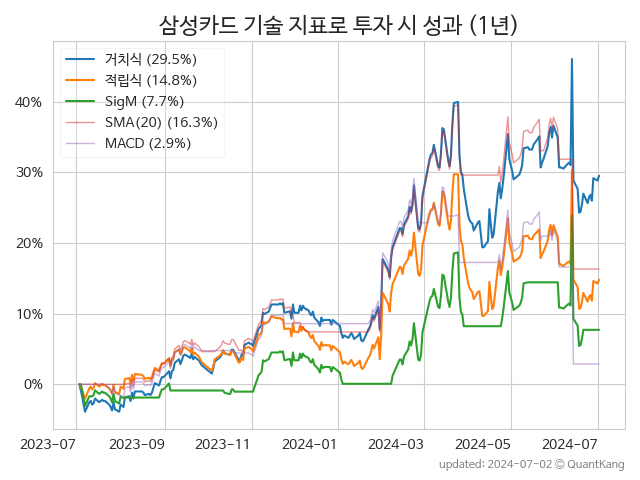 삼성카드 기술 지표로 투자 시 성과 (1년)
거치식 (29.5%)
적립식 (14.8%)
SigM (7.7%)
SMA(20) (16.3%)
MACD (2.9%)
40%
30%
20%
10%
0%
2023-07
2023-09
2023-11
2024-01
2024-03
2024-05
2024-07
updated: 2024-07-02 © QuantKang